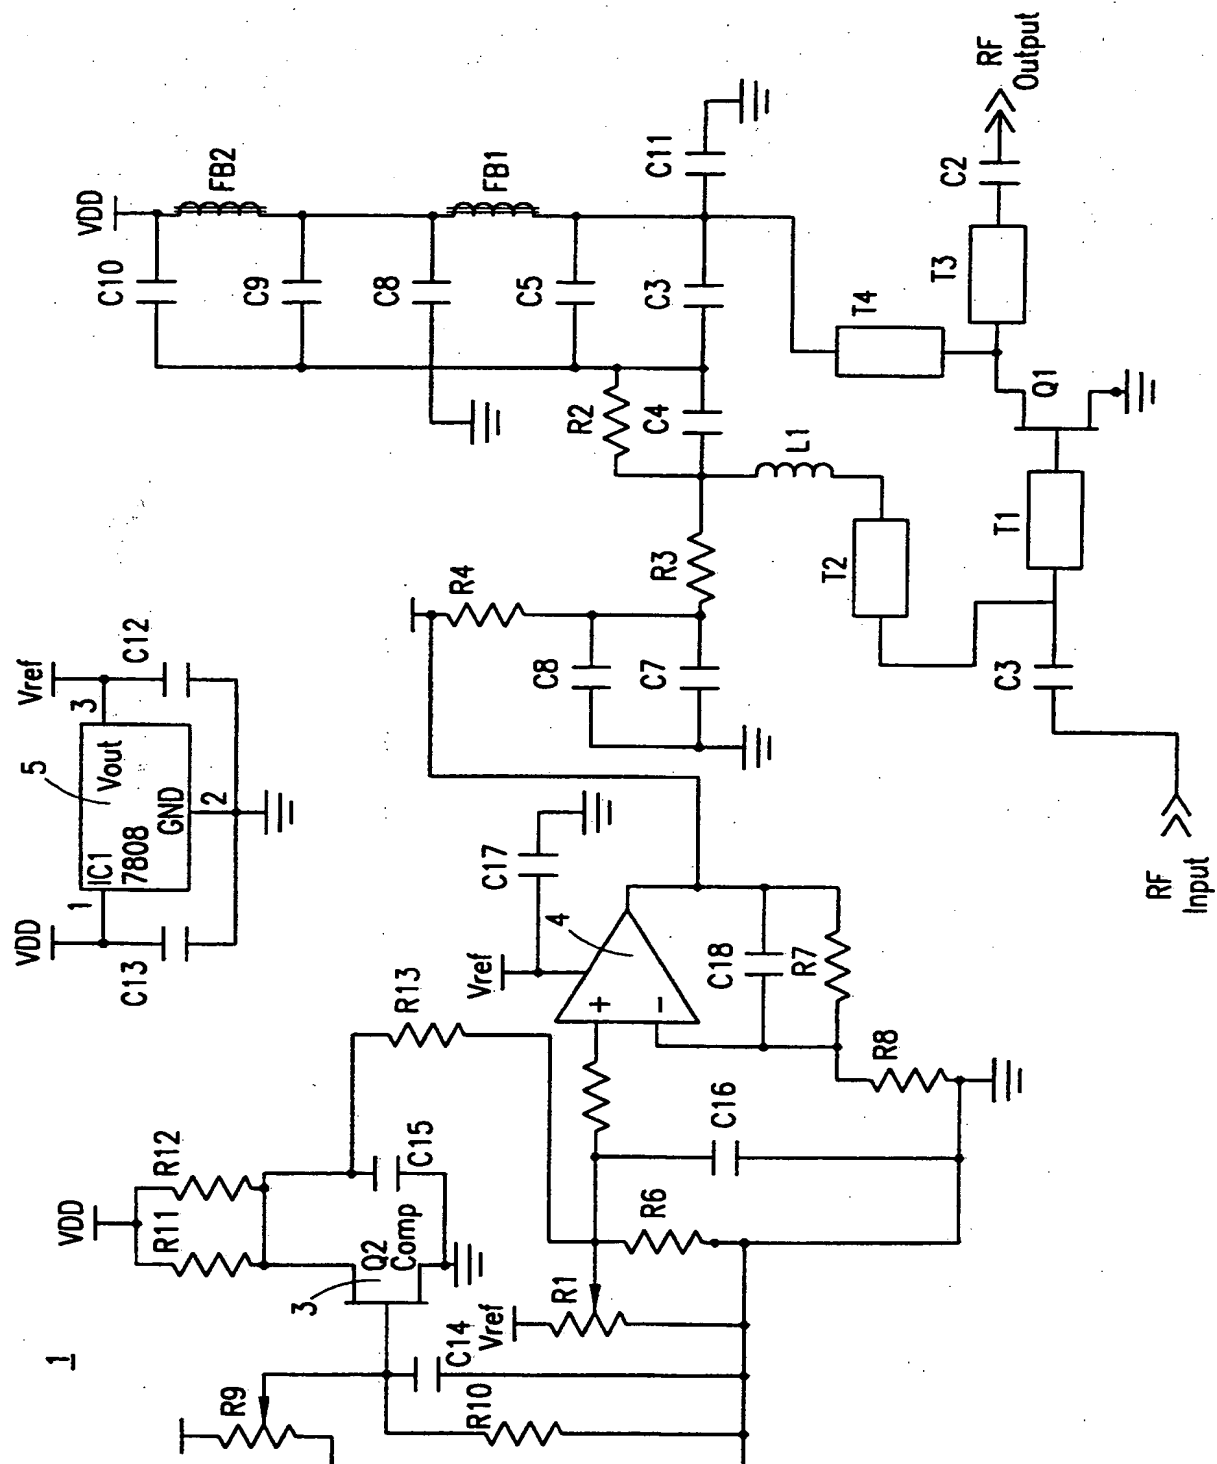 1
R9
VDD
R11
R12
3
Q2
Comp
C15
C14
R10
Vref
R1
R6
C16
R13
VDD
1
C13
IC1
7808
Vout
GND
2
3
5
Vref
C12
Vref
C17
4
+
-
C18
R7
R8
R4
C8
C7
R3
R2
C4
L1
T2
VDD
FB2
FB1
C10
C9
C8
C5
C3
C11
T4
T3
C2
RF
Output
Q1
T1
C3
RF
Input